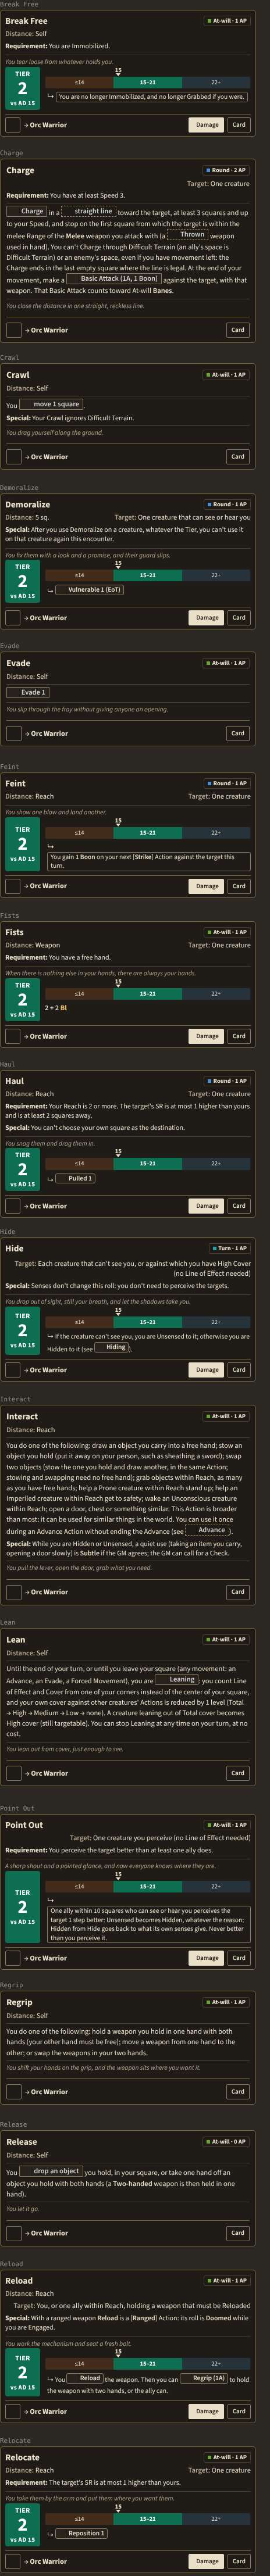 Break Free
Break Free
At-will · 1 AP
Distance: Self
Requirement: You are Immobilized.
You tear loose from whatever holds you.
TIER
2
vs AD 15
15
≤14
15–21
22+
↳ You are no longer Immobilized, and no longer Grabbed if you were.
→ Orc Warrior
Damage
Card
Charge
Charge
Round · 2 AP
Target: One creature
Requirement: You have at least Speed 3.
Charge in a straight line toward the target, at least 3 squares and up
to your Speed, and stop on the first square from which the target is within the
melee Range of the Melee weapon you attack with (a Thrown weapon
used in hand). You can't Charge through Difficult Terrain (an ally's space is
Difficult Terrain) or an enemy's space, even if you have movement left: the
Charge ends in the last empty square where the line is legal. At the end of your
movement, make a Basic Attack (1A, 1 Boon) against the target, with that
weapon. That Basic Attack counts toward At-will Banes.
You close the distance in one straight, reckless line.
→ Orc Warrior
Card
Crawl
Crawl
At-will · 1 AP
Distance: Self
You move 1 square.
Special: Your Crawl ignores Difficult Terrain.
You drag yourself along the ground.
→ Orc Warrior
Card
Demoralize
Demoralize
Round · 1 AP
Distance: 5 sq.
Target: One creature that can see or hear you
Special: After you use Demoralize on a creature, whatever the Tier, you can't use it
on that creature again this encounter.
You fix them with a look and a promise, and their guard slips.
TIER
2
vs AD 15
15
≤14
15–21
22+
↳ Vulnerable 1 (EoT)
→ Orc Warrior
Damage
Card
Evade
Evade
At-will · 1 AP
Distance: Self
Evade 1
You slip through the fray without giving anyone an opening.
→ Orc Warrior
Card
Feint
Feint
Round · 1 AP
Distance: Reach
Target: One creature
You show one blow and land another.
TIER
2
vs AD 15
15
≤14
15–21
22+
↳
You gain 1 Boon on your next [Strike] Action against the target this
turn.
→ Orc Warrior
Damage
Card
Fists
Fists
At-will · 1 AP
Distance: Weapon
Target: One creature
Requirement: You have a free hand.
When there is nothing else in your hands, there are always your hands.
TIER
2
vs AD 15
15
≤14
15–21
22+
2 + 2 Bl
→ Orc Warrior
Damage
Card
Haul
Haul
Round · 1 AP
Distance: Reach
Target: One creature
Requirement: Your Reach is 2 or more. The target's SR is at most 1 higher than yours
and is at least 2 squares away.
Special: You can't choose your own square as the destination.
You snag them and drag them in.
TIER
2
vs AD 15
15
≤14
15–21
22+
↳ Pulled 1
→ Orc Warrior
Damage
Card
Hide
Hide
Turn · 1 AP
Target: Each creature that can't see you, or against which you have High Cover
(no Line of Effect needed)
Special: Senses don't change this roll: you don't need to perceive the targets.
You drop out of sight, still your breath, and let the shadows take you.
TIER
2
vs AD 15
15
≤14
15–21
22+
↳ If the creature can't see you, you are Unsensed to it; otherwise you are
Hidden to it (see Hiding).
→ Orc Warrior
Damage
Card
Interact
Interact
At-will · 1 AP
Distance: Reach
You do one of the following: draw an object you carry into a free hand; stow an
object you hold (put it away on your person, such as sheathing a sword); swap
two objects (stow the one you hold and draw another, in the same Action;
stowing and swapping need no free hand); grab objects within Reach, as many
as you have free hands; help a Prone creature within Reach stand up; help an
Imperiled creature within Reach get to safety; wake an Unconscious creature
within Reach; open a door, chest or something similar. This Action is broader
than most: it can be used for similar things in the world. You can use it once
during an Advance Action without ending the Advance (see Advance).
Special: While you are Hidden or Unsensed, a quiet use (taking an item you carry,
opening a door slowly) is Subtle if the GM agrees; the GM can call for a Check.
You pull the lever, open the door, grab what you need.
→ Orc Warrior
Card
Lean
Lean
At-will · 1 AP
Distance: Self
Until the end of your turn, or until you leave your square (any movement: an
Advance, an Evade, a Forced Movement), you are Leaning: you count Line
of Effect and Cover from one of your corners instead of the center of your square,
and your own cover against other creatures' Actions is reduced by 1 level (Total
→ High → Medium → Low → none). A creature leaning out of Total cover becomes
High cover (still targetable). You can stop Leaning at any time on your turn, at no
cost.
You lean out from cover, just enough to see.
→ Orc Warrior
Card
Point Out
Point Out
At-will · 1 AP
Target: One creature you perceive (no Line of Effect needed)
Requirement: You perceive the target better than at least one ally does.
A sharp shout and a pointed glance, and now everyone knows where they are.
TIER
2
vs AD 15
15
≤14
15–21
22+
↳
One ally within 10 squares who can see or hear you perceives the
target 1 step better: Unsensed becomes Hidden, whatever the reason;
Hidden from Hide goes back to what its own senses give. Never better
than you perceive it.
→ Orc Warrior
Damage
Card
Regrip
Regrip
At-will · 1 AP
Distance: Self
You do one of the following: hold a weapon you hold in one hand with both
hands (your other hand must be free); move a weapon from one hand to the
other; or swap the weapons in your two hands.
You shift your hands on the grip, and the weapon sits where you want it.
→ Orc Warrior
Card
Release
Release
At-will · 0 AP
Distance: Self
You drop an object you hold, in your square, or take one hand off an
object you hold with both hands (a Two-handed weapon is then held in one
hand).
You let it go.
→ Orc Warrior
Card
Reload
Reload
At-will · 1 AP
Distance: Reach
Target: You, or one ally within Reach, holding a weapon that must be Reloaded
Special: With a ranged weapon Reload is a [Ranged] Action: its roll is Doomed while
you are Engaged.
You work the mechanism and seat a fresh bolt.
TIER
2
vs AD 15
15
≤14
15–21
22+
↳ You Reload the weapon. Then you can Regrip (1A) to hold
the weapon with two hands, or the ally can.
→ Orc Warrior
Damage
Card
Relocate
Relocate
At-will · 1 AP
Distance: Reach
Target: One creature
Requirement: The target's SR is at most 1 higher than yours.
You take them by the arm and put them where you want them.
TIER
2
vs AD 15
15
≤14
15–21
22+
↳ Reposition 1
→ Orc Warrior
Damage
Card